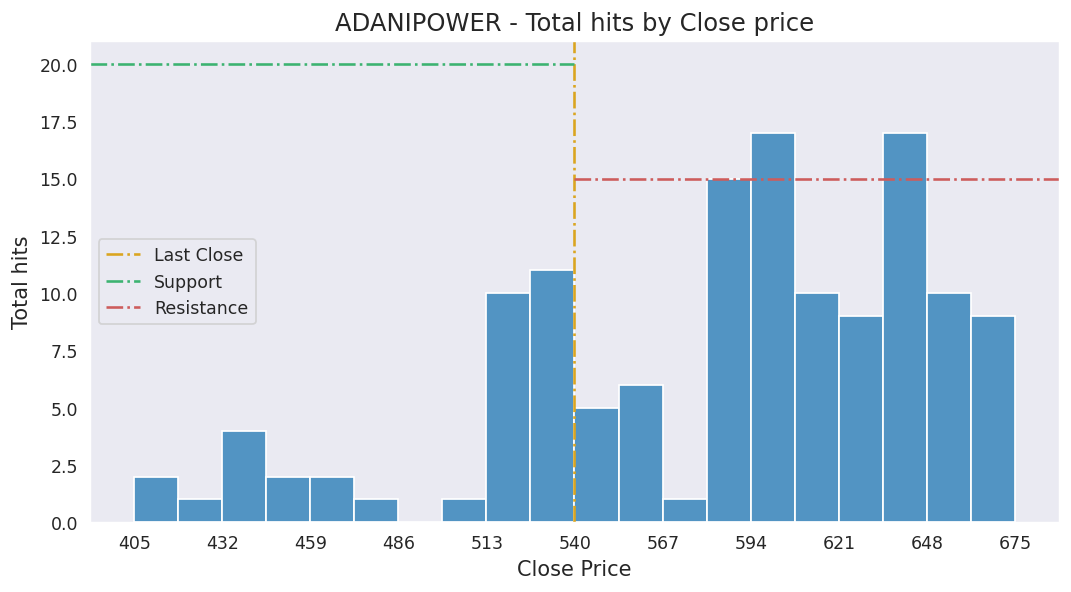 ADANIPOWER - Total hits by Close price
20.0
17.5
15.0
12.5
10.0
7.5
5.0
2.5
0.0
Total hits
Last Close
Support
Resistance
405 432 459 486 513 540 567 594 621 648 675
Close Price